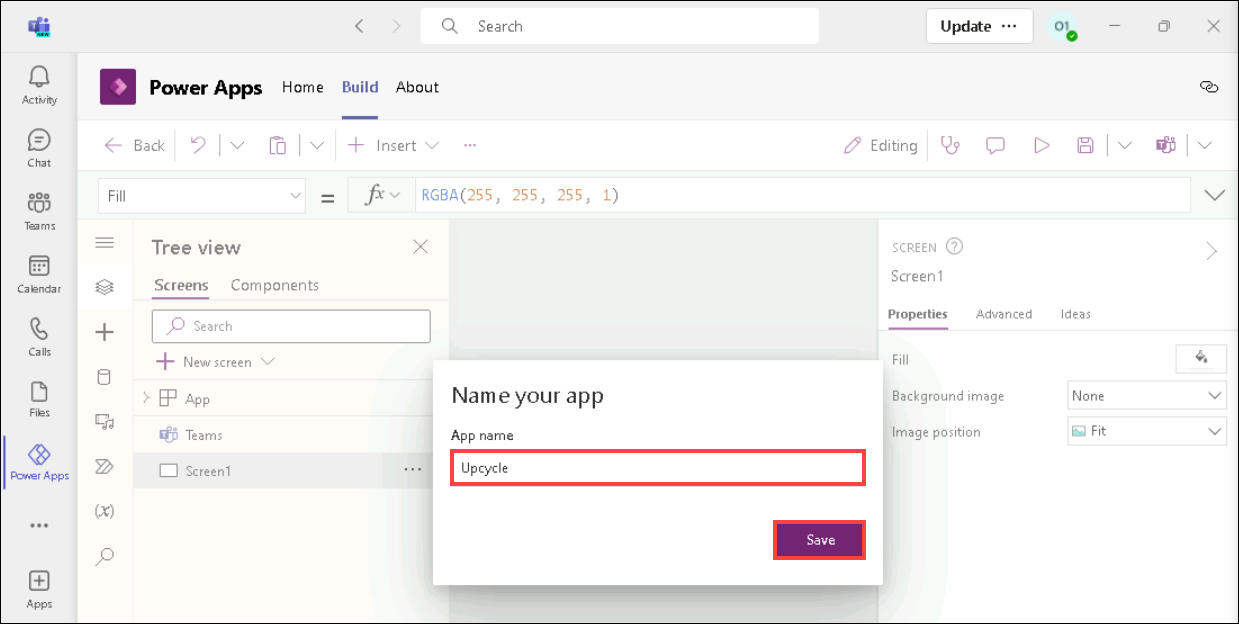 NEW
Search
Update ···
O1
Activity
Chat
Teams
Calendar
Calls
Files
Power Apps
Apps
Power Apps Home Build About
Back
Insert
Editing
Fill = fx RGBA(255, 255, 255, 1)
Tree view
Screens Components
Search
New screen
App
Teams
Screen1
(x)
SCREEN ?
Screen1
Properties Advanced Ideas
Fill
Background image None
Image position Fit
Name your app
App name
Upcycle
Save